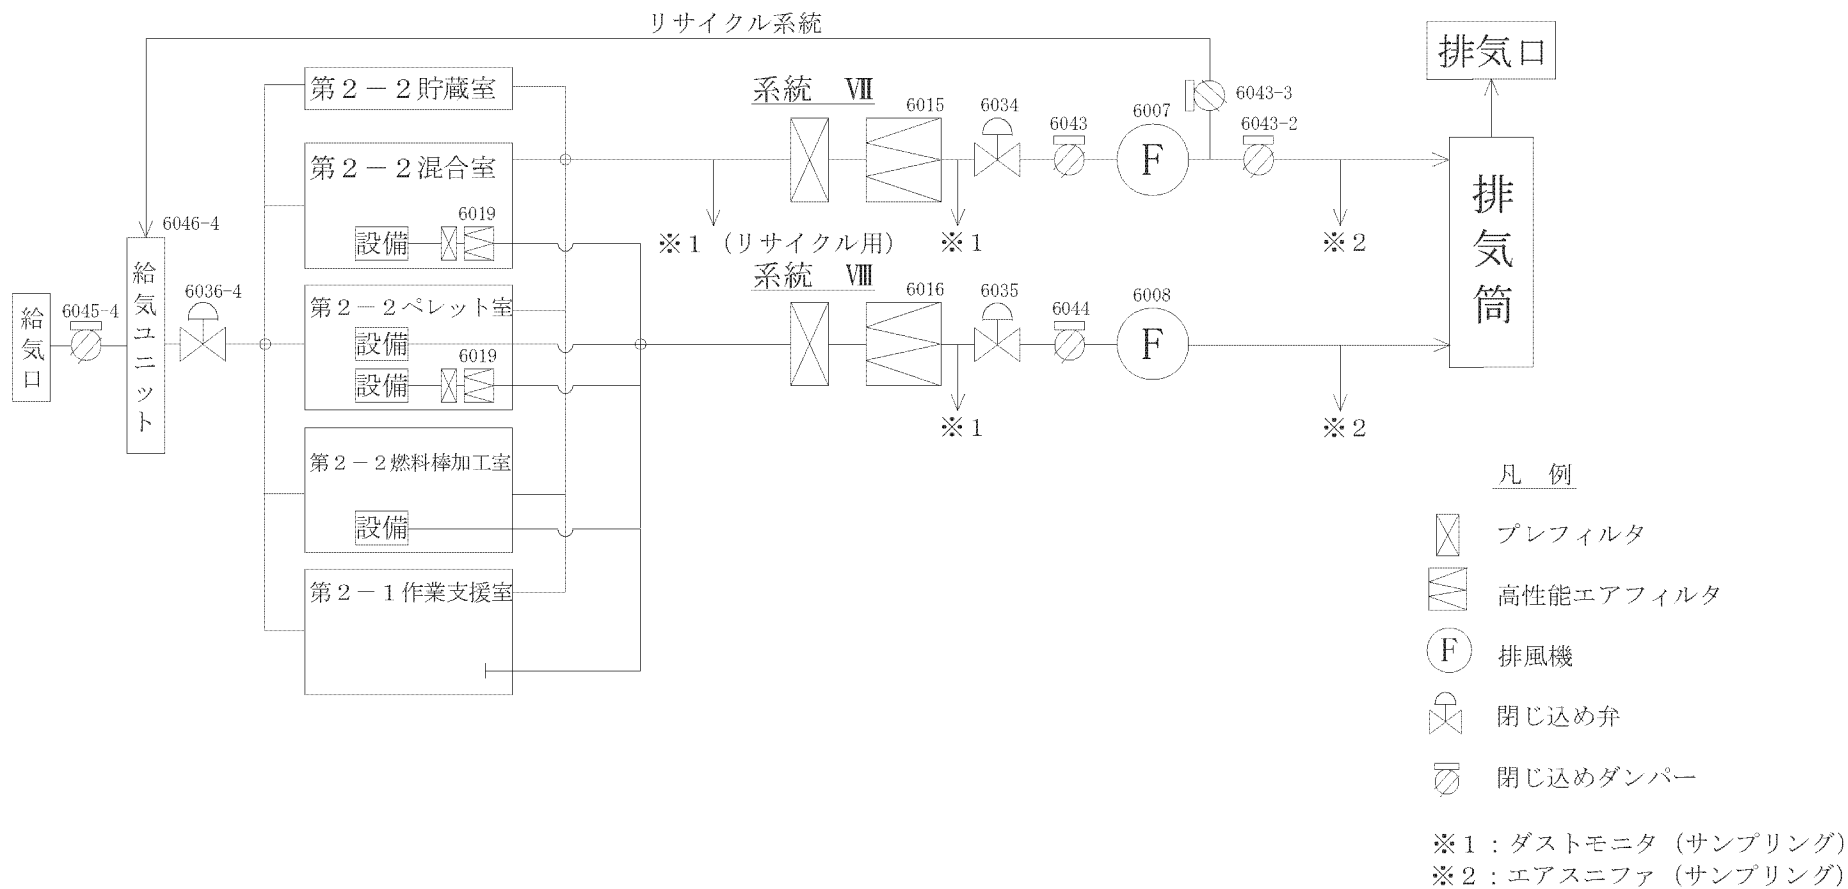 リサイクル系統
排気口
第２－２貯蔵室
系統　Ⅶ
6015
6034
6043
6007
6043-3
6043-2
第２－２混合室
6019
設備
※１（リサイクル用）
※１
※２
排気筒
6046-4
給気ユニット
6036-4
6045-4
給気口
系統　Ⅷ
6016
6035
6044
6008
第２－２ペレット室
設備
6019
設備
※１
※２
第２－２燃料棒加工室
設備
第２－１作業支援室
凡　例
プレフィルタ
高性能エアフィルタ
F
排風機
閉じ込め弁
閉じ込めダンパー
※１：ダストモニタ（サンプリング）
※２：エアスニファ（サンプリング）
F
F